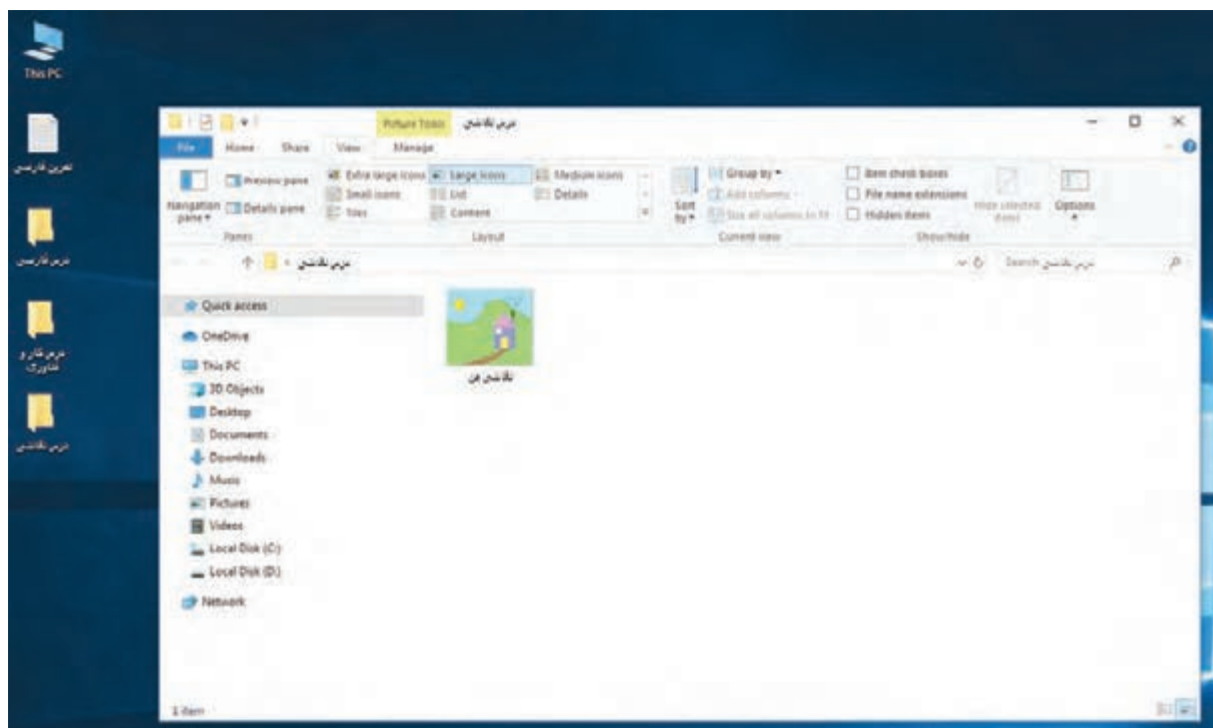 This PC
تمرین فارسی
درس فارسی
درس کار و
فناوری
درس نقاشی
Picture Tools درس نقاشی
File Home Share View Manage
Navigation pane
Preview pane
Details pane
Panes
Extra large icons Large icons Medium icons
Small icons List Details
Tiles Content
Layout
Sort by
Group by
Add columns
Size all columns to fit
Current view
Item check boxes
File name extensions
Hidden items
Hide selected items
Options
Show/hide
درس نقاشی
Search درس نقاشی
Quick access
OneDrive
This PC
3D Objects
Desktop
Documents
Downloads
Music
Pictures
Videos
Local Disk (C:)
Local Disk (D:)
Network
نقاشی من
1 item